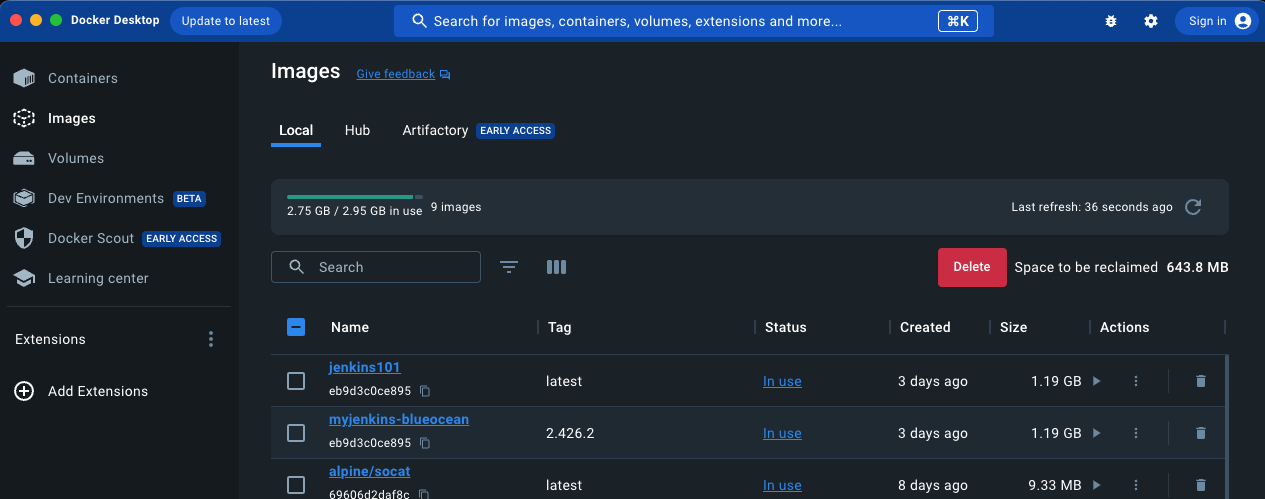 Docker Desktop Update to latest Search for images, containers, volumes, extensions and more... ⌘K Sign in
Containers
Images
Volumes
Dev Environments BETA
Docker Scout EARLY ACCESS
Learning center
Extensions
Add Extensions
Images Give feedback
Local Hub Artifactory EARLY ACCESS
2.75 GB / 2.95 GB in use 9 images Last refresh: 36 seconds ago
Search Delete Space to be reclaimed 643.8 MB
Name Tag Status Created Size Actions
jenkins101
eb9d3c0ce895 latest In use 3 days ago 1.19 GB
myjenkins-blueocean
eb9d3c0ce895 2.426.2 In use 3 days ago 1.19 GB
alpine/socat
69606d2daf8c latest In use 8 days ago 9.33 MB